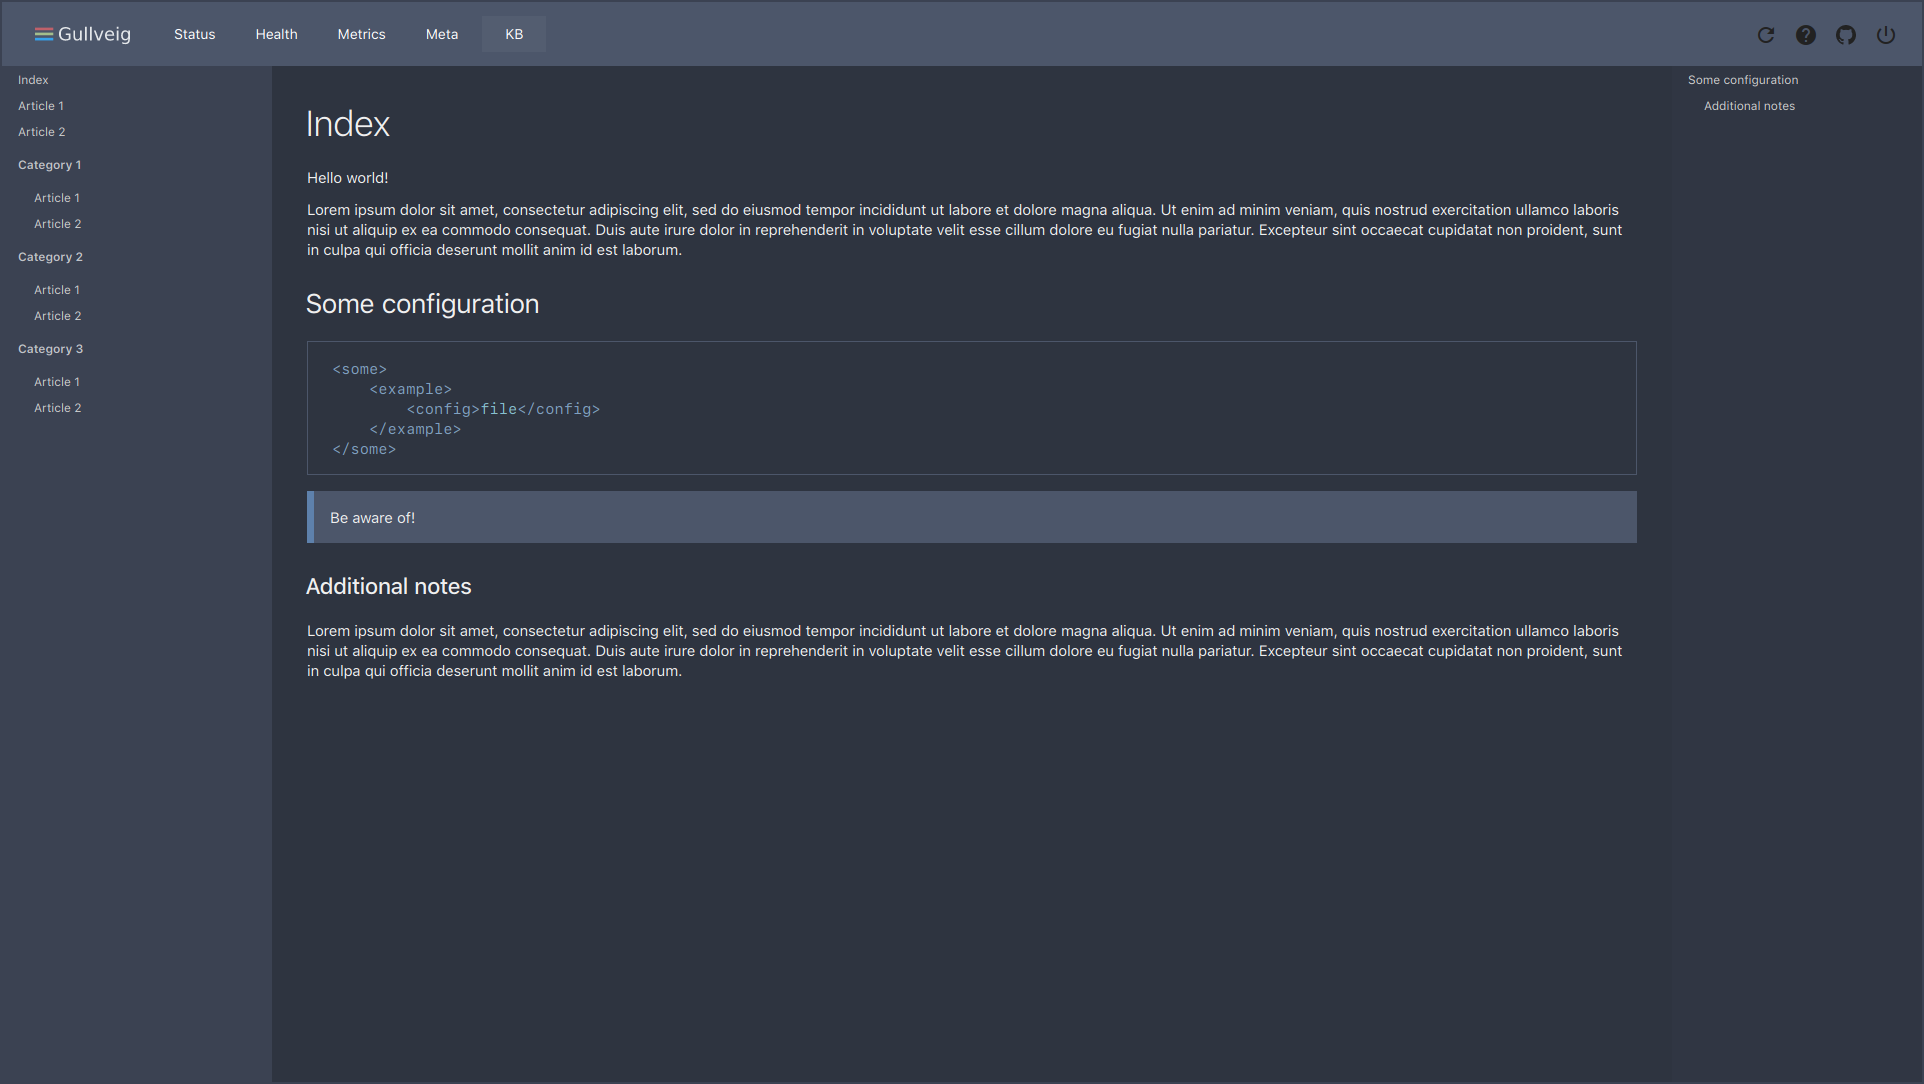 Gullveig
Status
Health
Metrics
Meta
KB
Index
Article 1
Article 2
Category 1
Article 1
Article 2
Category 2
Article 1
Article 2
Category 3
Article 1
Article 2
Index
Hello world!
Lorem ipsum dolor sit amet, consectetur adipiscing elit, sed do eiusmod tempor incididunt ut labore et dolore magna aliqua. Ut enim ad minim veniam, quis nostrud exercitation ullamco laboris
nisi ut aliquip ex ea commodo consequat. Duis aute irure dolor in reprehenderit in voluptate velit esse cillum dolore eu fugiat nulla pariatur. Excepteur sint occaecat cupidatat non proident, sunt
in culpa qui officia deserunt mollit anim id est laborum.
Some configuration
<some>
    <example>
        <config>file</config>
    </example>
</some>
Be aware of!
Additional notes
Lorem ipsum dolor sit amet, consectetur adipiscing elit, sed do eiusmod tempor incididunt ut labore et dolore magna aliqua. Ut enim ad minim veniam, quis nostrud exercitation ullamco laboris
nisi ut aliquip ex ea commodo consequat. Duis aute irure dolor in reprehenderit in voluptate velit esse cillum dolore eu fugiat nulla pariatur. Excepteur sint occaecat cupidatat non proident, sunt
in culpa qui officia deserunt mollit anim id est laborum.
Some configuration
Additional notes